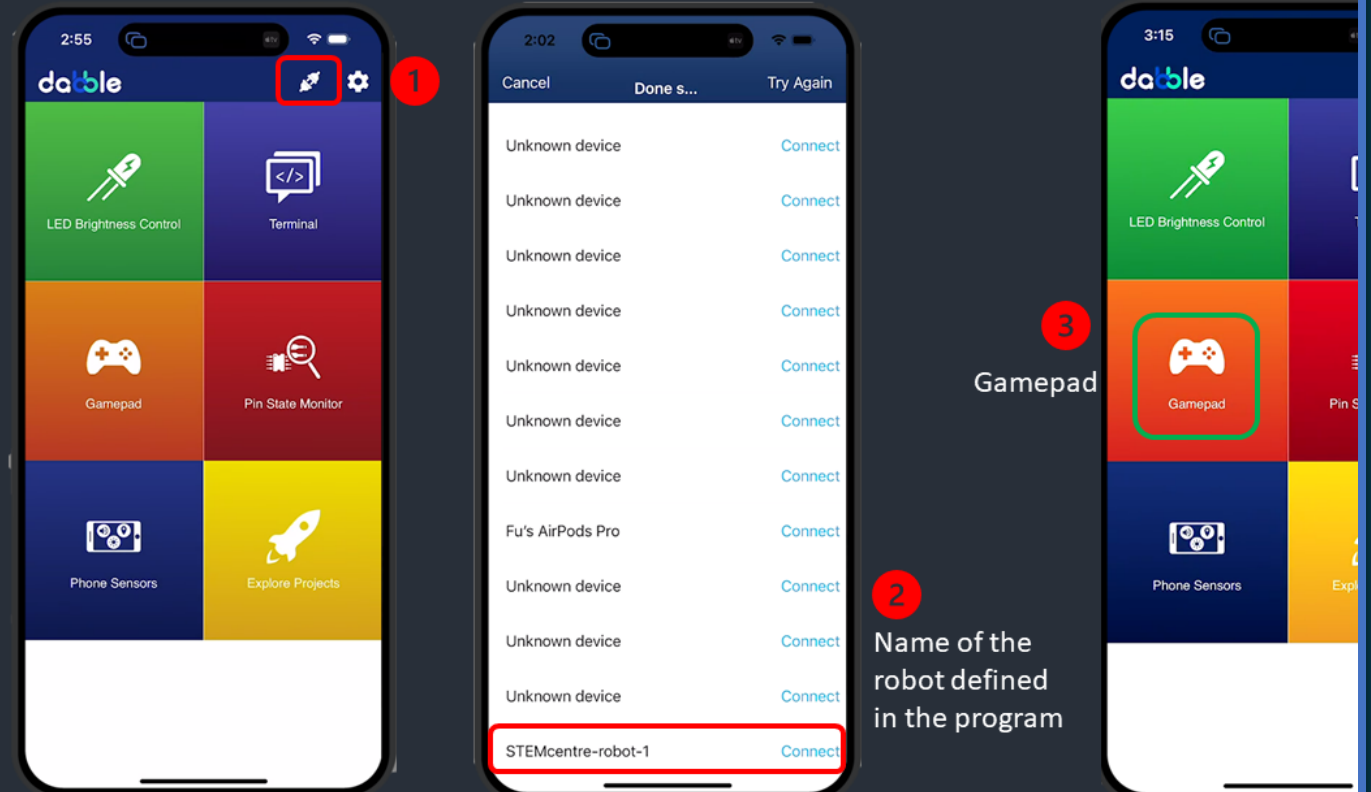 2:55
tv
dabble
1
LED Brightness Control
</>
Terminal
Gamepad
Pin State Monitor
Phone Sensors
Explore Projects
2:02
tv
Cancel
Done s...
Try Again
Unknown device Connect
Unknown device Connect
Unknown device Connect
Unknown device Connect
Unknown device Connect
Unknown device Connect
Unknown device Connect
Fu's AirPods Pro Connect
Unknown device Connect
Unknown device Connect
Unknown device Connect
STEMcentre-robot-1 Connect
2
Name of the
robot defined
in the program
3
Gamepad
3:15
dabble
LED Brightness Control
Gamepad
Pin S
Phone Sensors
Expl